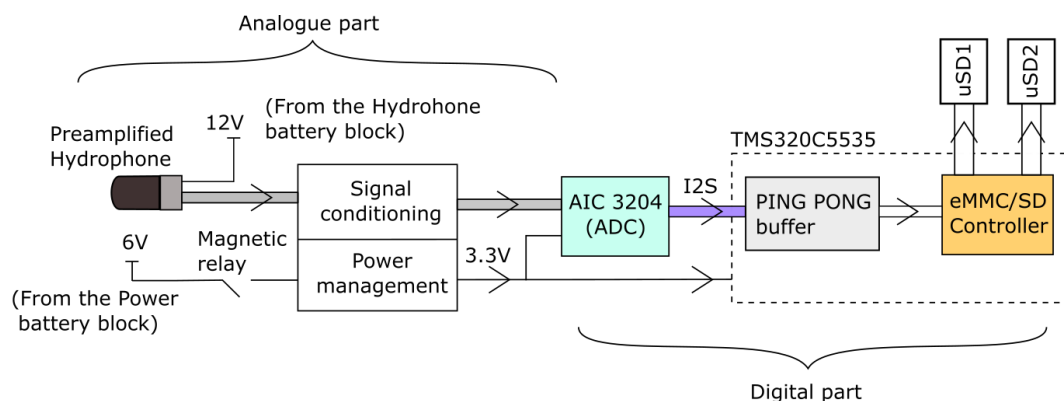 Analogue part
(From the Hydrohone
battery block)
12V
Preamplified
Hydrophone
6V
Magnetic
relay
(From the Power
battery block)
Signal
conditioning
Power
management
3.3V
AIC 3204
(ADC)
I2S
TMS320C5535
PING PONG
buffer
eMMC/SD
Controller
uSD1
uSD2
Digital part